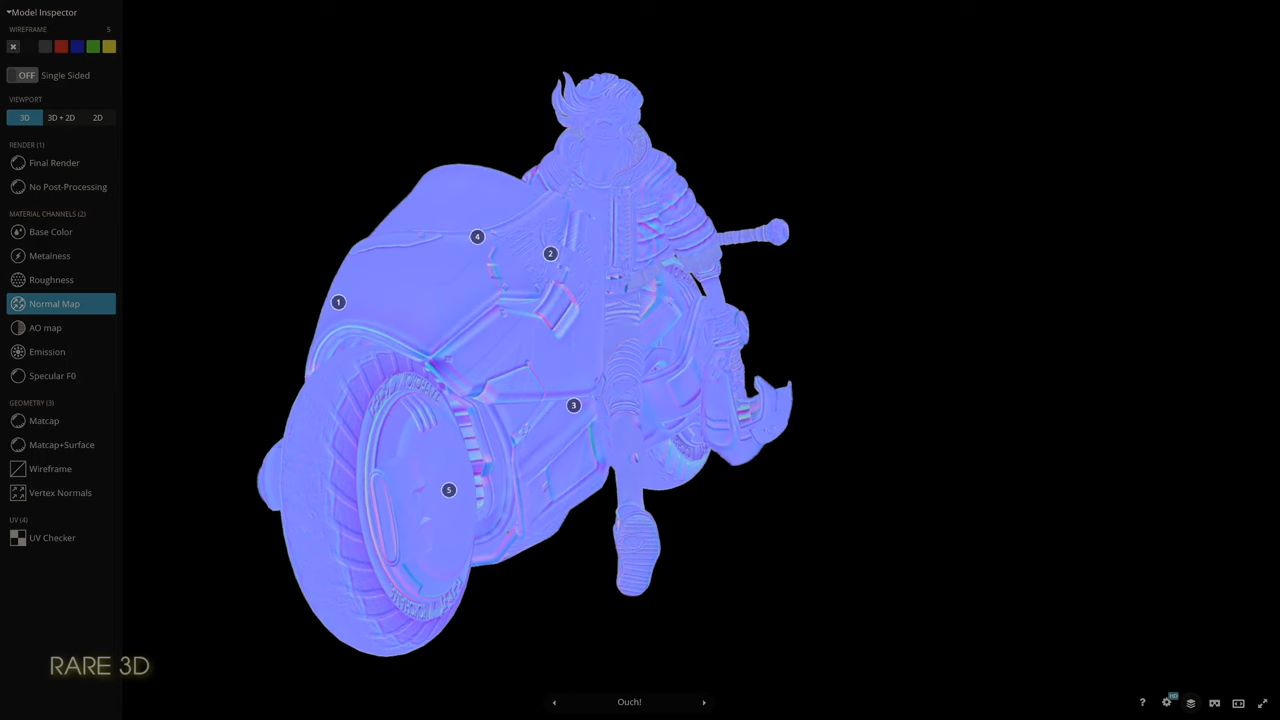 Model Inspector
WIREFRAME 5
OFF Single Sided
VIEWPORT
3D 3D + 2D 2D
RENDER (1)
Final Render
No Post-Processing
MATERIAL CHANNELS (2)
Base Color
Metalness
Roughness
Normal Map
AO map
Emission
Specular F0
GEOMETRY (3)
Matcap
Matcap+Surface
Wireframe
Vertex Normals
UV (4)
UV Checker
4
2
1
3
5
RARE 3D
Ouch!
? HD